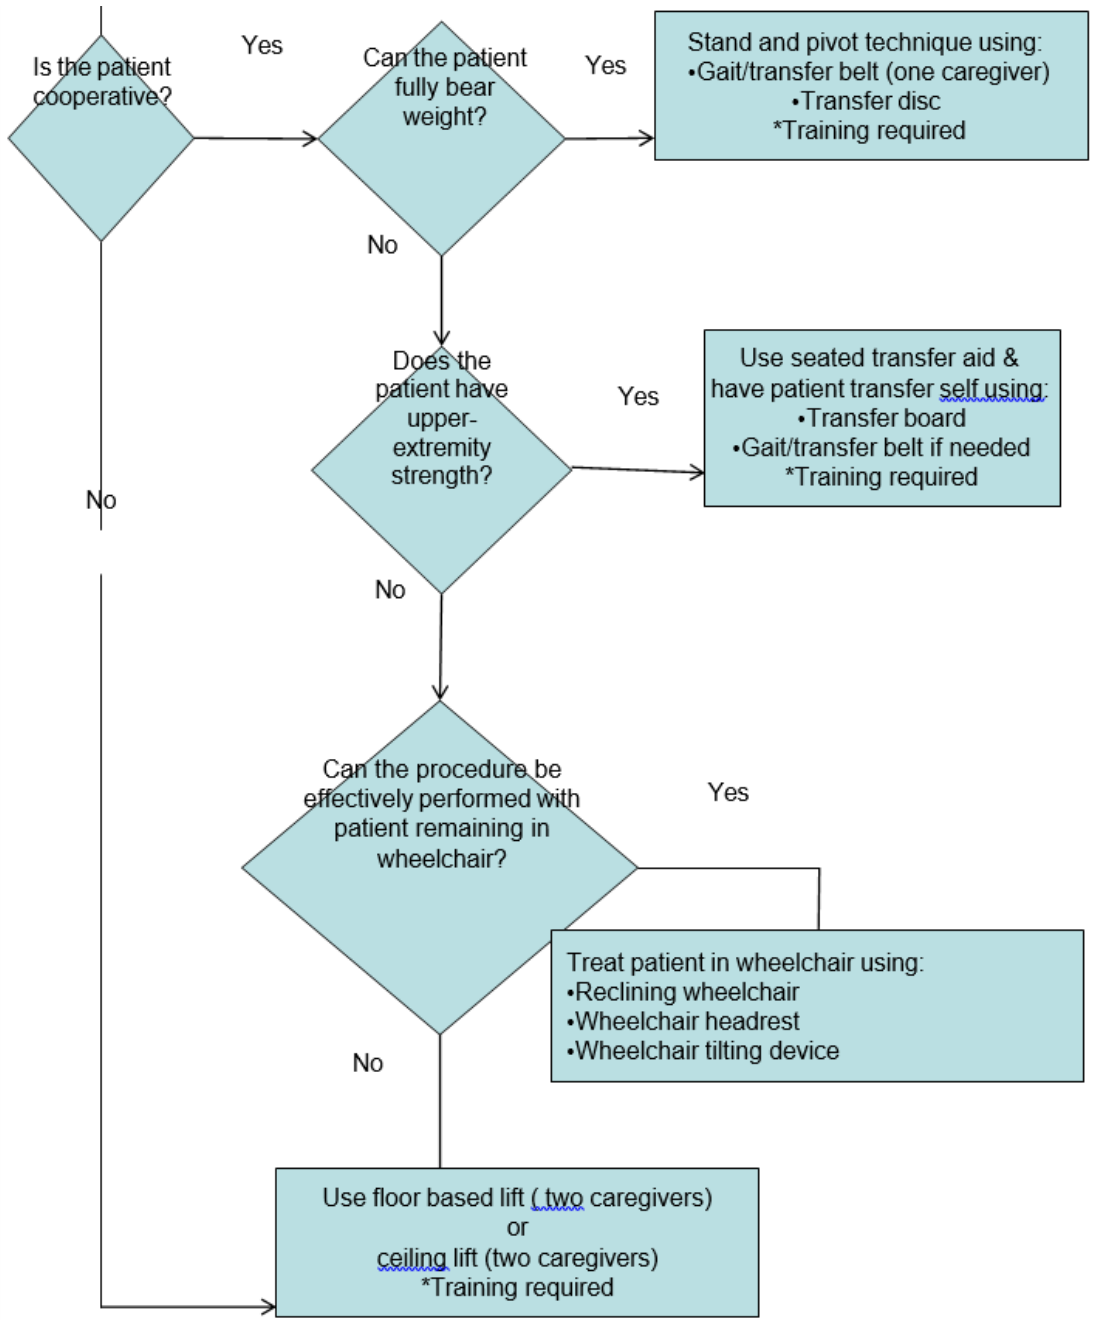 Is the patient
cooperative?
Yes
Can the patient
fully bear
weight?
Yes
Stand and pivot technique using:
•Gait/transfer belt (one caregiver)
•Transfer disc
*Training required
No
Does the
patient have
upper-
extremity
strength?
Yes
Use seated transfer aid &
have patient transfer self using:
•Transfer board
•Gait/transfer belt if needed
*Training required
No
No
Can the procedure be
effectively performed with
patient remaining in
wheelchair?
Yes
Treat patient in wheelchair using:
•Reclining wheelchair
•Wheelchair headrest
•Wheelchair tilting device
No
Use floor based lift ( two caregivers)
or
ceiling lift (two caregivers)
*Training required